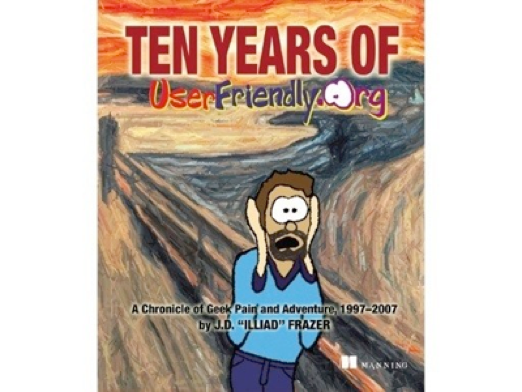 TEN YEARS OF
UserFriendly.Org
A Chronicle of Geek Pain and Adventure, 1997–2007
by J.D. "ILLIAD" FRAZER
MANNING